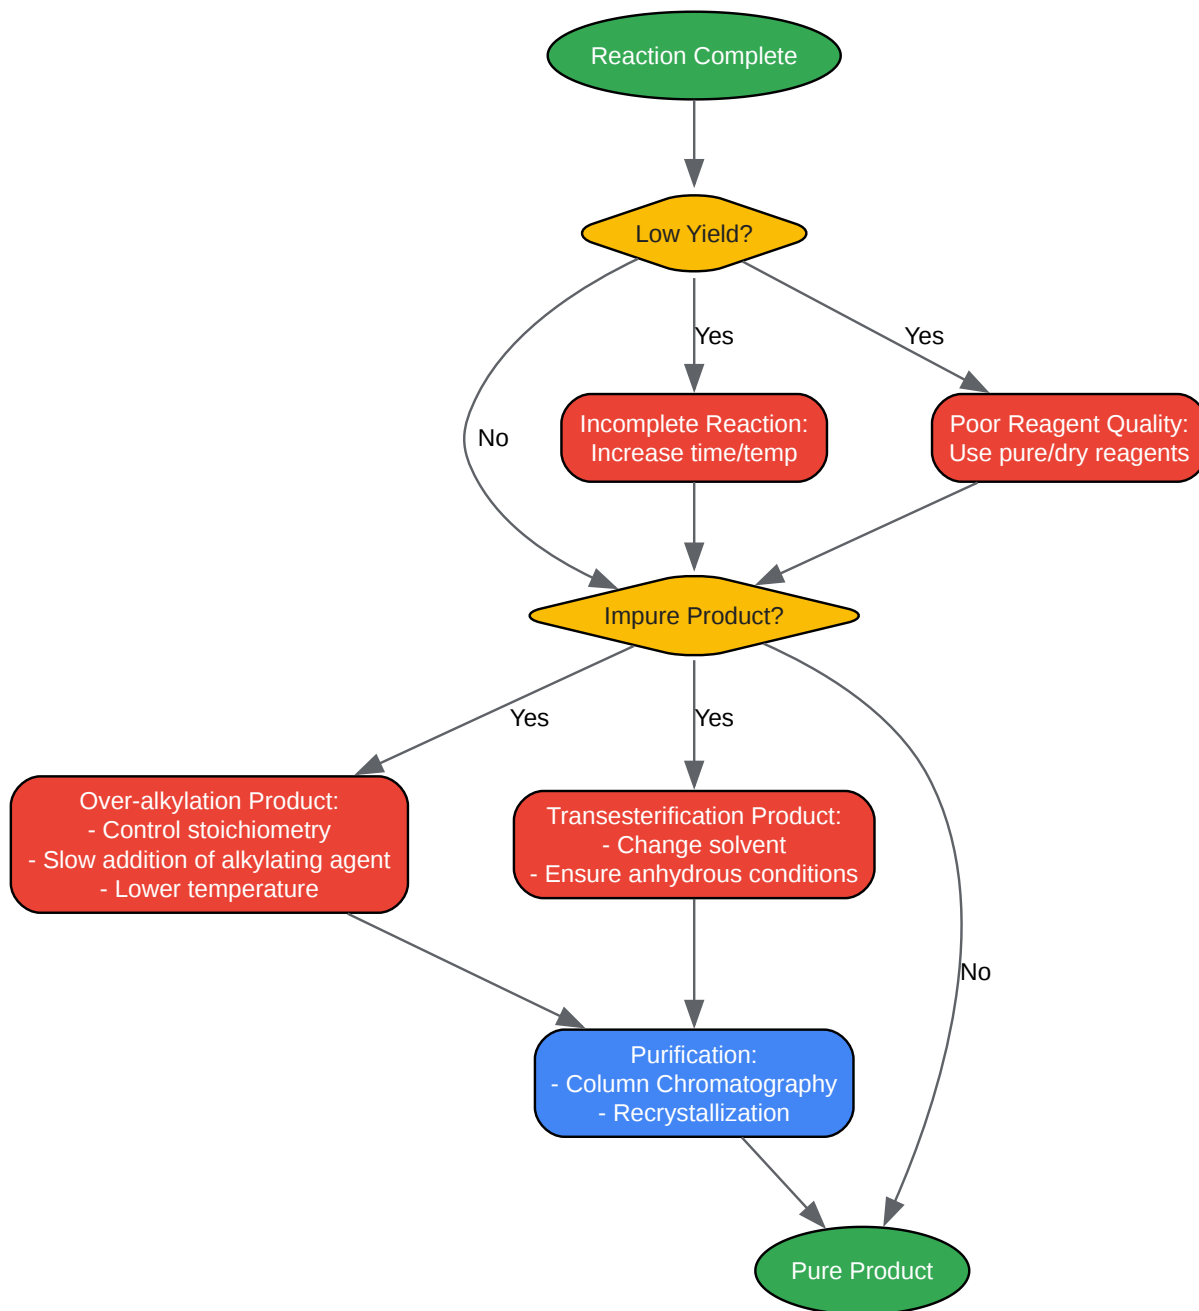 Reaction Complete
Low Yield?
Yes
Yes
No
Incomplete Reaction:
Increase time/temp
Poor Reagent Quality:
Use pure/dry reagents
Impure Product?
Yes
Yes
Over-alkylation Product:
- Control stoichiometry
- Slow addition of alkylating agent
- Lower temperature
Transesterification Product:
- Change solvent
- Ensure anhydrous conditions
No
Purification:
- Column Chromatography
- Recrystallization
Pure Product